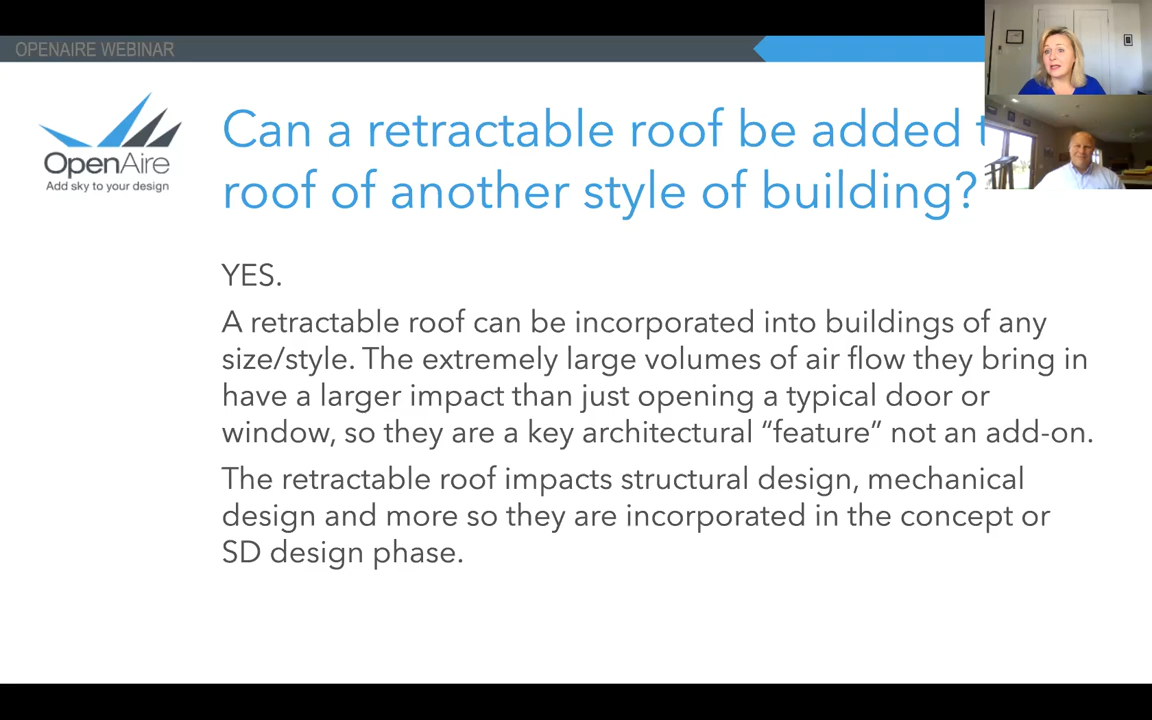 OPENAIRE WEBINAR
OpenAire
Add sky to your design
Can a retractable roof be added
roof of another style of building?
YES.
A retractable roof can be incorporated into buildings of any
size/style. The extremely large volumes of air flow they bring in
have a larger impact than just opening a typical door or
window, so they are a key architectural “feature” not an add-on.
The retractable roof impacts structural design, mechanical
design and more so they are incorporated in the concept or
SD design phase.